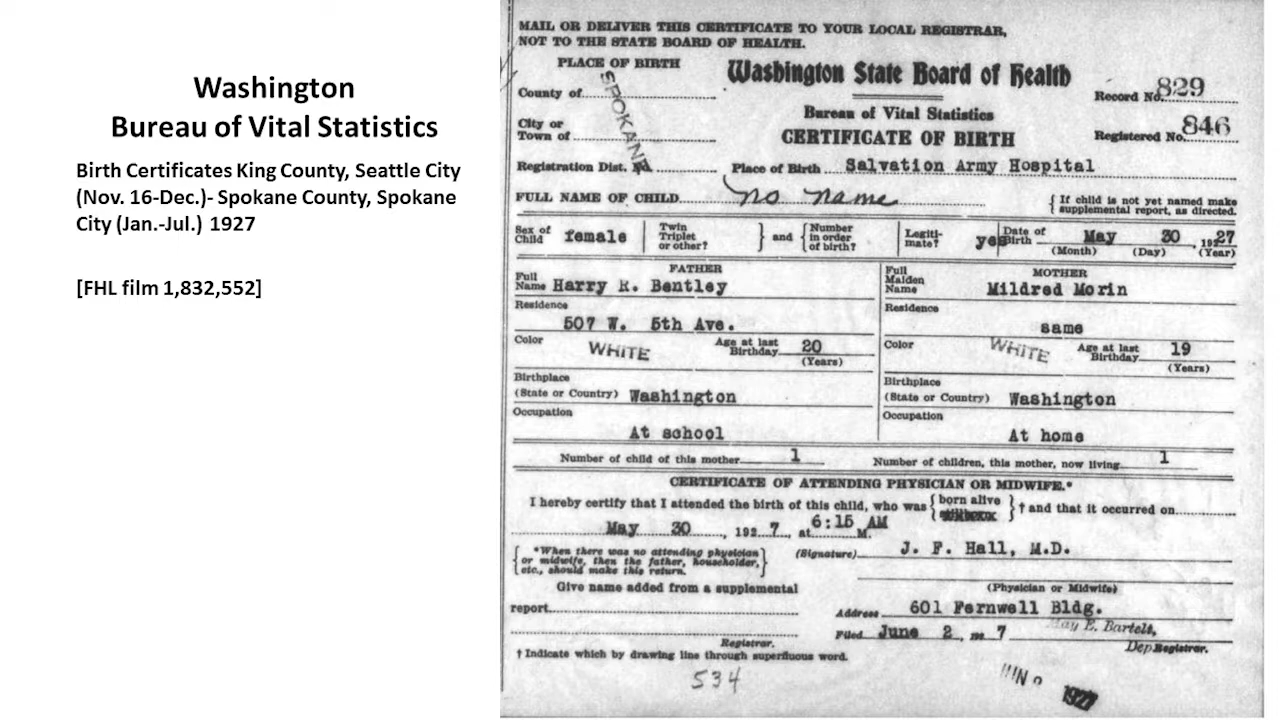 Washington
Bureau of Vital Statistics
Birth Certificates King County, Seattle City
(Nov. 16-Dec.)- Spokane County, Spokane
City (Jan.-Jul.) 1927
[FHL film 1,832,552]
MAIL OR DELIVER THIS CERTIFICATE TO YOUR LOCAL REGISTRAR,
NOT TO THE STATE BOARD OF HEALTH.
PLACE OF BIRTH
Washington State Board of Health
County of
SPOKANE
Record No. 829
Bureau of Vital Statistics
City or
Town of
CERTIFICATE OF BIRTH
Registered No. 846
Registration Dist.
Place of Birth Salvation Army Hospital
FULL NAME OF CHILD no name
If child is not yet named make
supplemental report, as directed.
Sex of
Child female
Twin
Triplet
or other?
and
Number
in order
of birth?
Legiti-
mate? yes
Date of
Birth May 30, 1927
(Month) (Day) (Year)
FATHER
Full
Name Harry R. Bentley
MOTHER
Full
Maiden
Name Mildred Morin
Residence
507 W. 5th Ave.
Residence
same
Color WHITE
Age at last
Birthday 20
(Years)
Color WHITE
Age at last
Birthday 19
(Years)
Birthplace
(State or Country) Washington
Birthplace
(State or Country) Washington
Occupation
At school
Occupation
At home
Number of child of this mother 1
Number of children, this mother, now living 1
CERTIFICATE OF ATTENDING PHYSICIAN OR MIDWIFE.*
I hereby certify that I attended the birth of this child, who was { born alive } † and that it occurred on
May 30, 1927, at 6:15 AM M.
*When there was no attending physician
or midwife, then the father, householder,
etc., should make this return.
(Signature) J. F. Hall, M.D.
(Physician or Midwife)
Give name added from a supplemental
report
Address 601 Fernwell Bldg.
Filed June 2, 7
May E. Bartelt,
Registrar.
Dep Registrar.
† Indicate which by drawing line through superfluous word.
534
1927